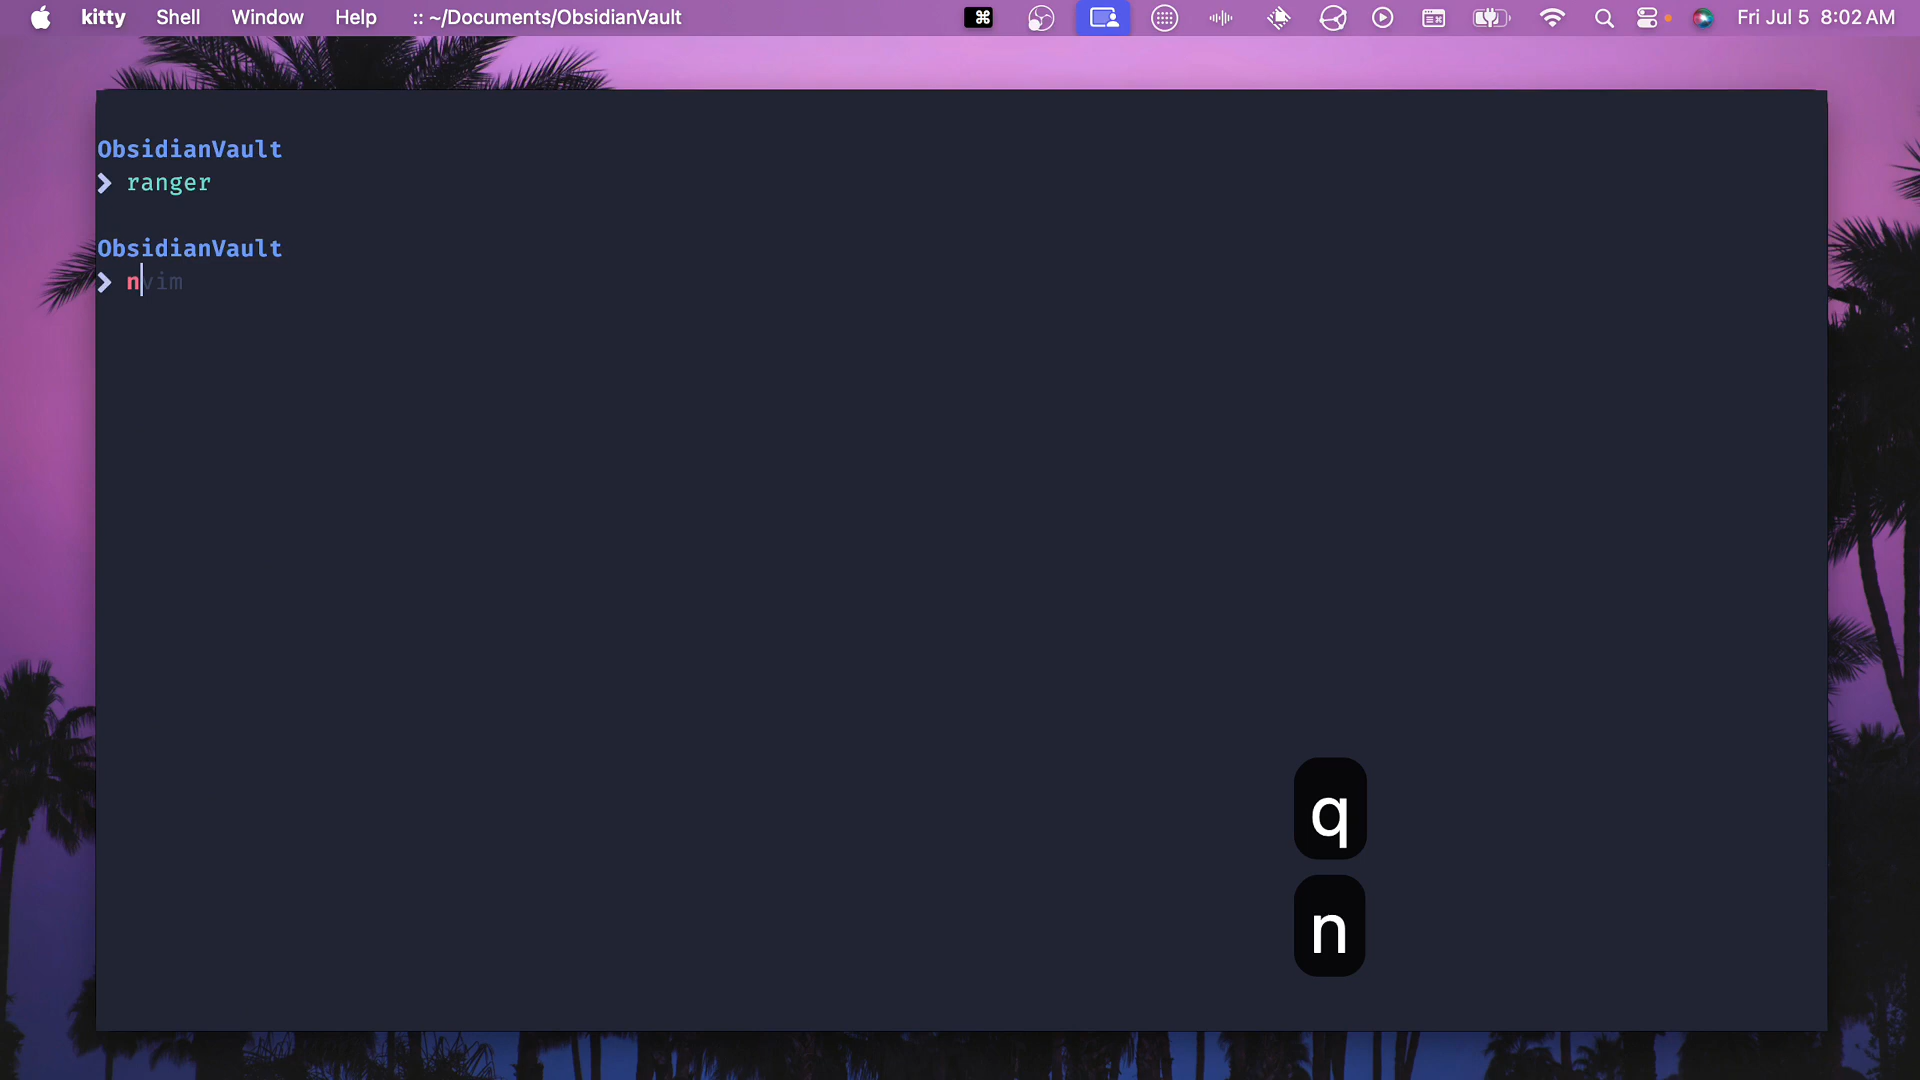 kitty Shell Window Help :: ~/Documents/ObsidianVault Fri Jul 5 8:02 AM
ObsidianVault
❯ ranger
ObsidianVault
❯ nvim
q
n